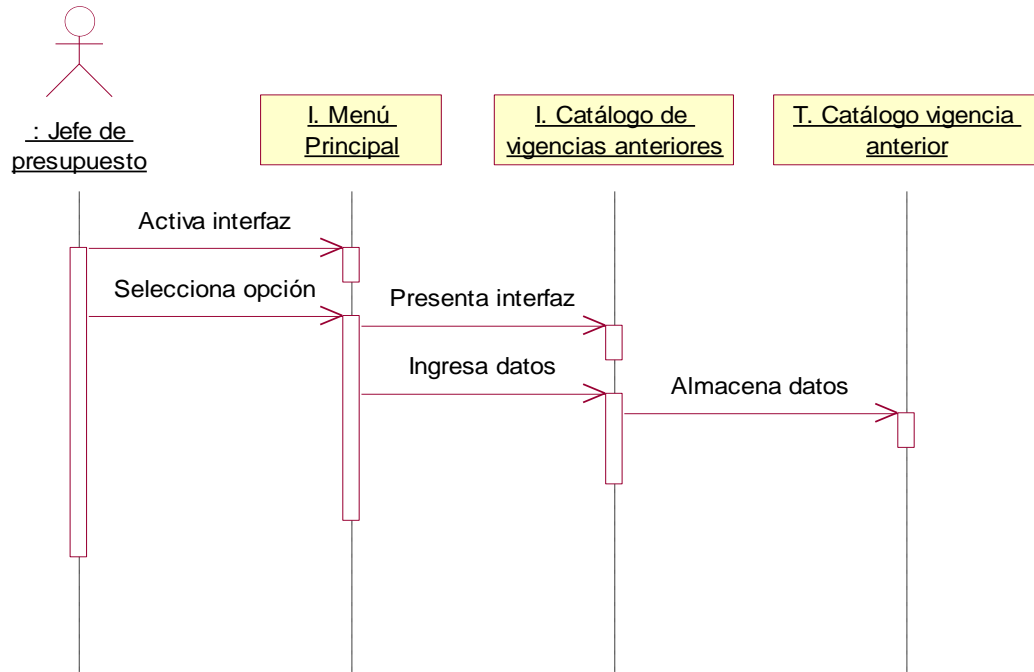 : Jefe de
presupuesto
I. Menú
Principal
I. Catálogo de
vigencias anteriores
T. Catálogo vigencia
anterior
Activa interfaz
Selecciona opción
Presenta interfaz
Ingresa datos
Almacena datos